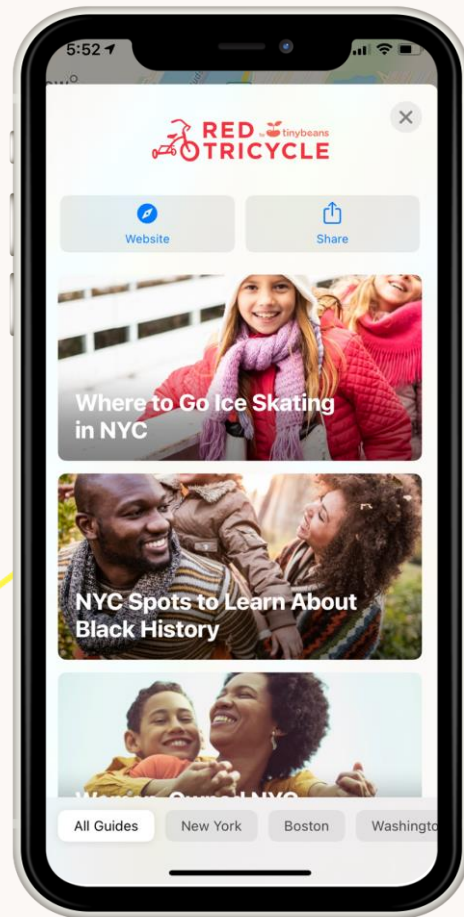 5:52
RED by tinybeans
TRICYCLE
Website
Share
Where to Go Ice Skating
in NYC
NYC Spots to Learn About
Black History
All Guides
New York
Boston